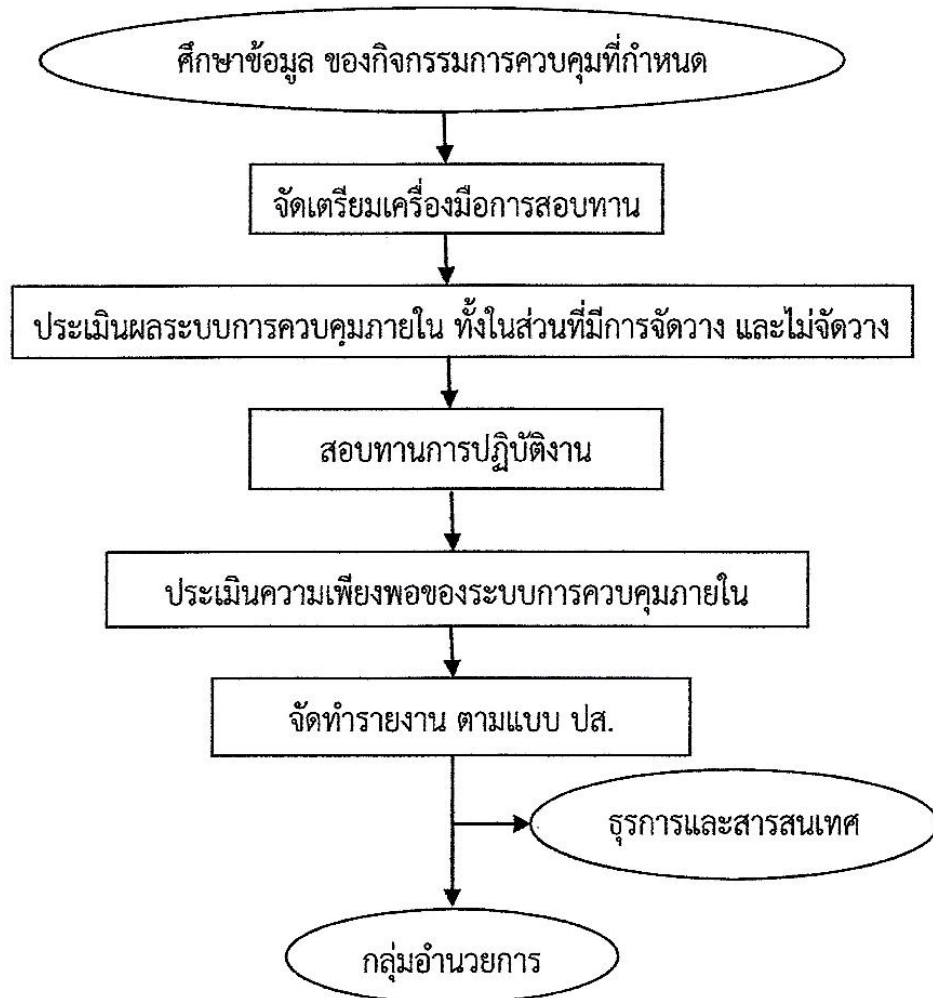 ศึกษาข้อมูล ของกิจกรรมการควบคุมที่กำหนด
จัดเตรียมเครื่องมือการสอบทาน
ประเมินผลระบบการควบคุมภายใน ทั้งในส่วนที่มีการจัดวาง และไม่จัดวาง
สอบทานการปฏิบัติงาน
ประเมินความเพียงพอของระบบการควบคุมภายใน
จัดทำรายงาน ตามแบบ ปส.
ธุรการและสารสนเทศ
กลุ่มอำนวยการ